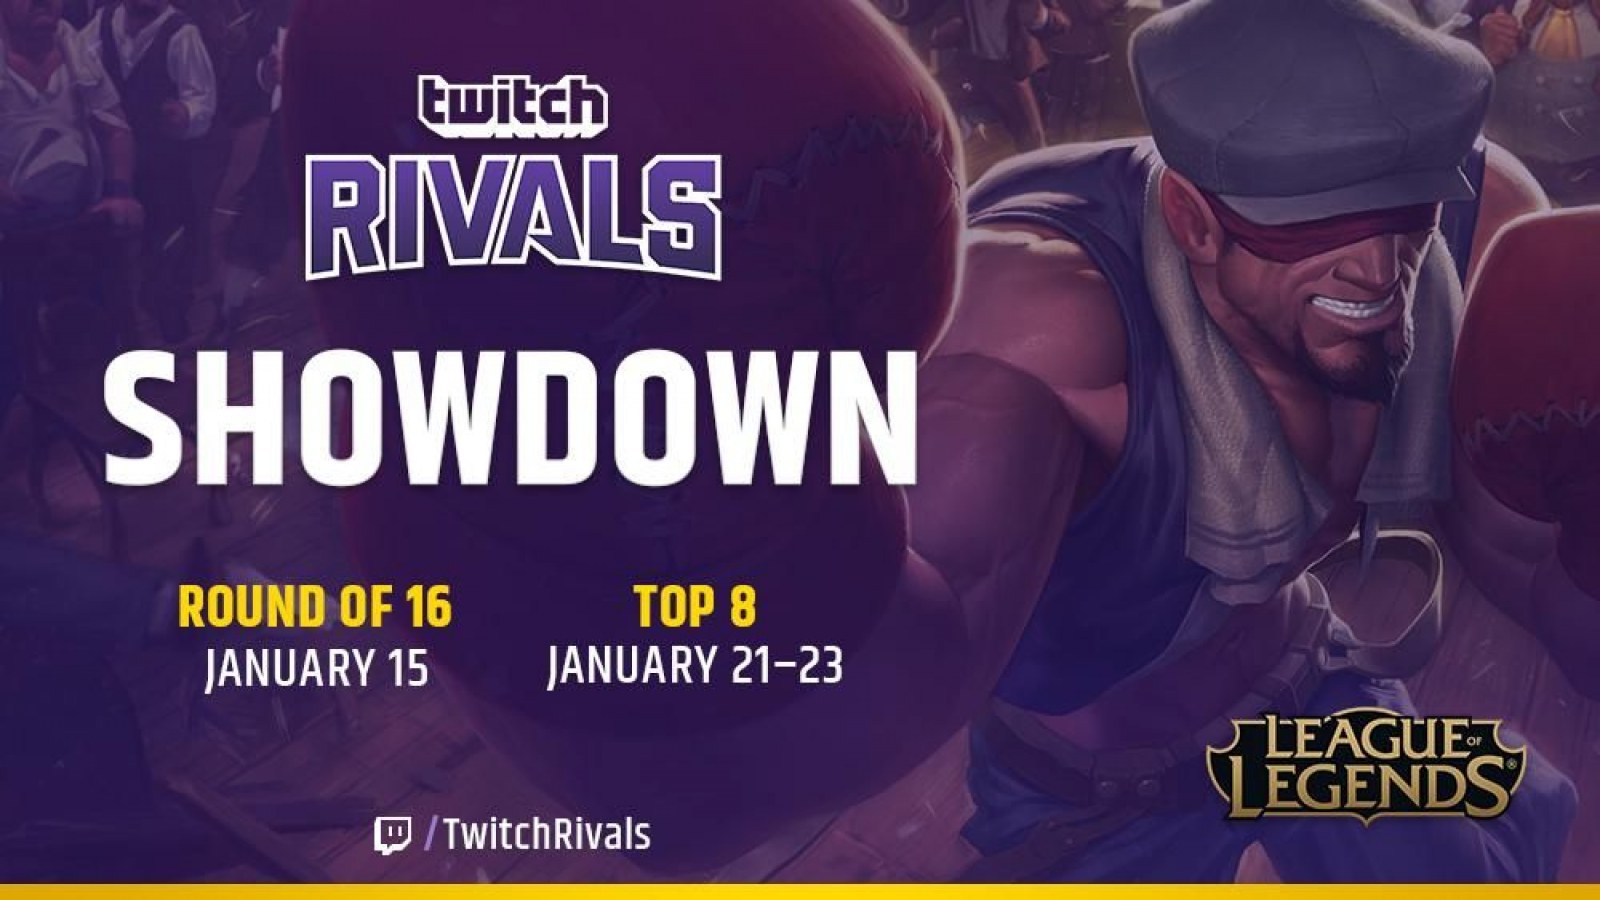 twitch
RIVALS
SHOWDOWN
ROUND OF 16
JANUARY 15
TOP 8
JANUARY 21–23
/TwitchRivals
LEAGUE OF
LEGENDS®